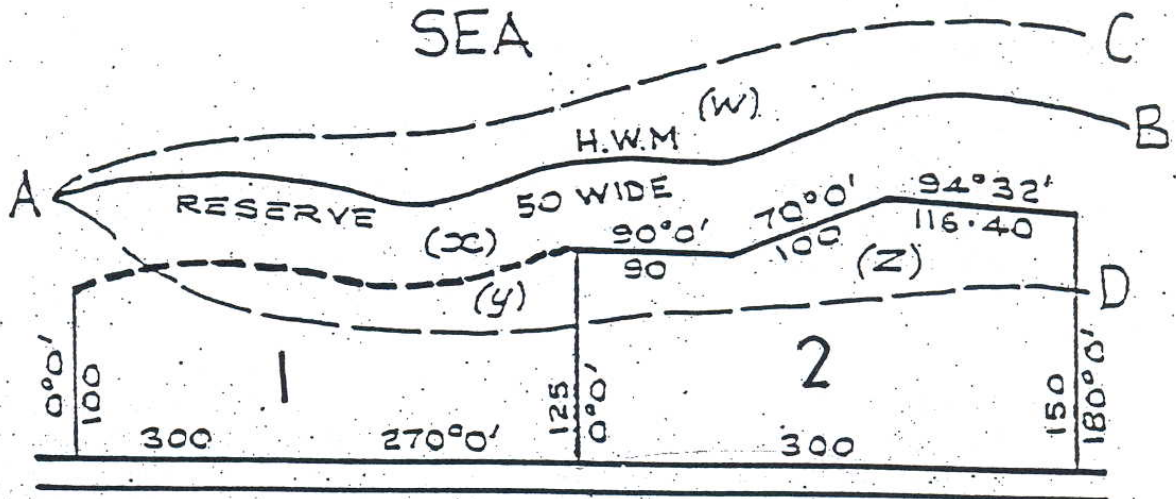 SEA
C
(W)
H.W.M
B
A
RESERVE
50 WIDE
94°32'
116·40
70°0'
100
90°0'
90
(x)
(y)
(Z)
D
1
2
0°0'
100
125
0°0'
150
180°0'
300
270°0'
300